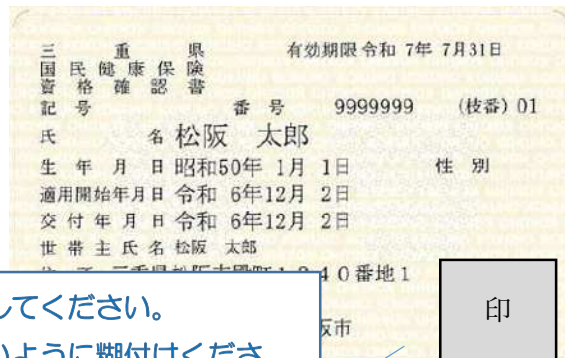 三重県 有効期限 令和 7年 7月31日
国民健康保険
資格確認書
記号 番号 9999999 (枝番) 01
氏名 松阪 太郎
生年月日 昭和50年 1月 1日 性別
適用開始年月日 令和 6年12月 2日
交付年月日 令和 6年12月 2日
世帯主氏名 松阪 太郎
40番地1
印
してください。
阪市
いように糊付けくださ